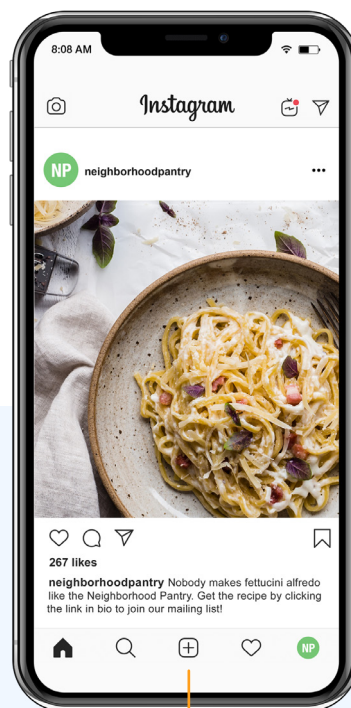 8:08 AM
Instagram
NP neighborhoodpantry
267 likes
neighborhoodpantry Nobody makes fettucini alfredo
like the Neighborhood Pantry. Get the recipe by clicking
the link in bio to join our mailing list!
NP